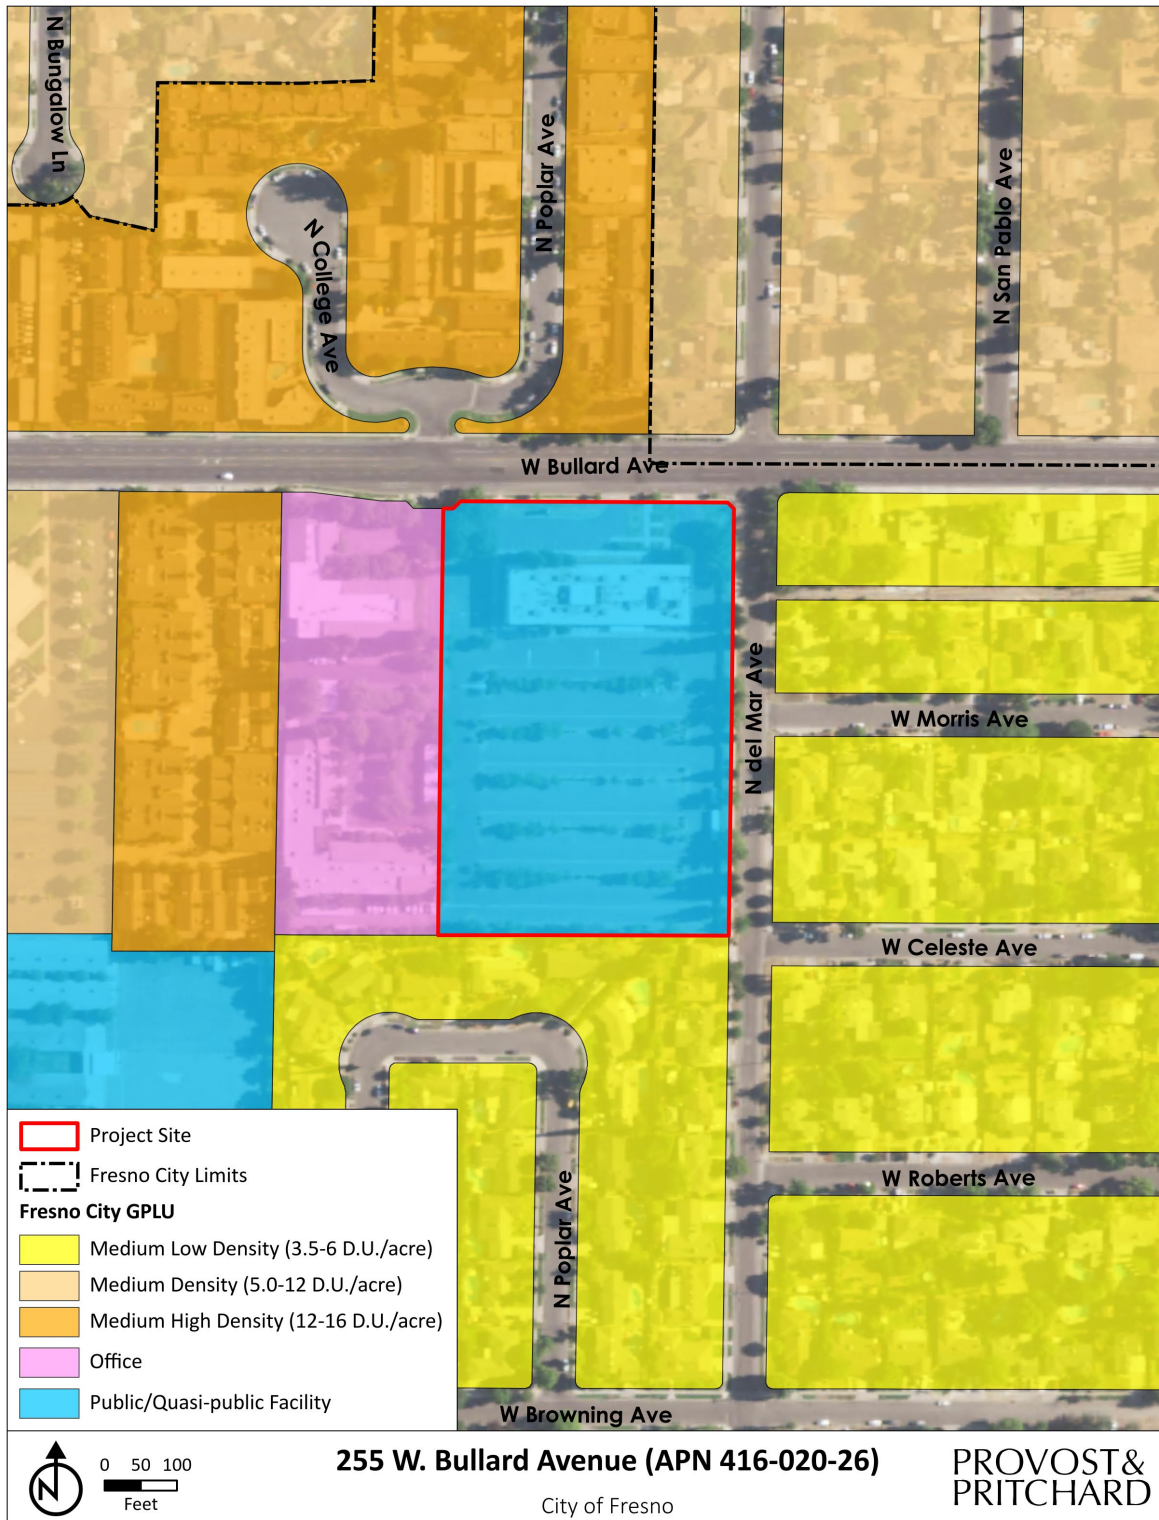 N Bungalow Ln
N College Ave
N Poplar Ave
N San Pablo Ave
W Bullard Ave
N del Mar Ave
W Morris Ave
W Celeste Ave
W Roberts Ave
N Poplar Ave
W Browning Ave
Project Site
Fresno City Limits
Fresno City GPLU
Medium Low Density (3.5-6 D.U./acre)
Medium Density (5.0-12 D.U./acre)
Medium High Density (12-16 D.U./acre)
Office
Public/Quasi-public Facility
N
0 50 100
Feet
255 W. Bullard Avenue (APN 416-020-26)
City of Fresno
PROVOST&
PRITCHARD